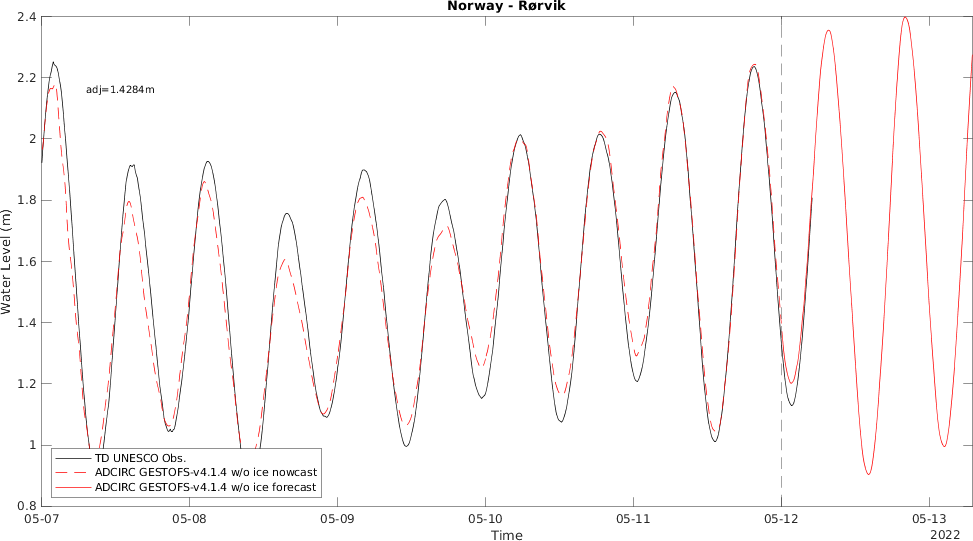 Norway - Rørvik
2.4
2.2
2
1.8
1.6
1.4
1.2
1
0.8
Water Level (m)
adj=1.4284m
TD UNESCO Obs.
ADCIRC GESTOFS-v4.1.4 w/o ice nowcast
ADCIRC GESTOFS-v4.1.4 w/o ice forecast
05-07 05-08 05-09 05-10 05-11 05-12 05-13
Time
2022